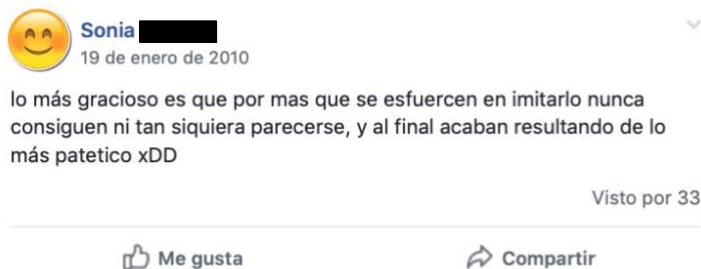 Sonia
19 de enero de 2010
lo más gracioso es que por mas que se esfuercen en imitarlo nunca
consiguen ni tan siquiera parecerse, y al final acaban resultando de lo
más patetico xDD
Visto por 33
Me gusta
Compartir